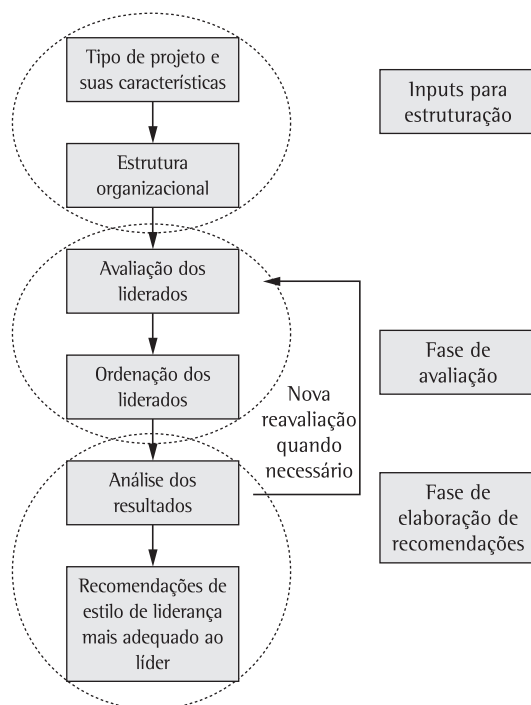 Tipo de projeto e
suas características
Inputs para
estruturação
Estrutura
organizacional
Avaliação dos
liderados
Ordenação dos
liderados
Nova
reavaliação
quando
necessário
Fase de
avaliação
Análise dos
resultados
Fase de
elaboração de
recomendações
Recomendações de
estilo de liderança
mais adequado ao
líder